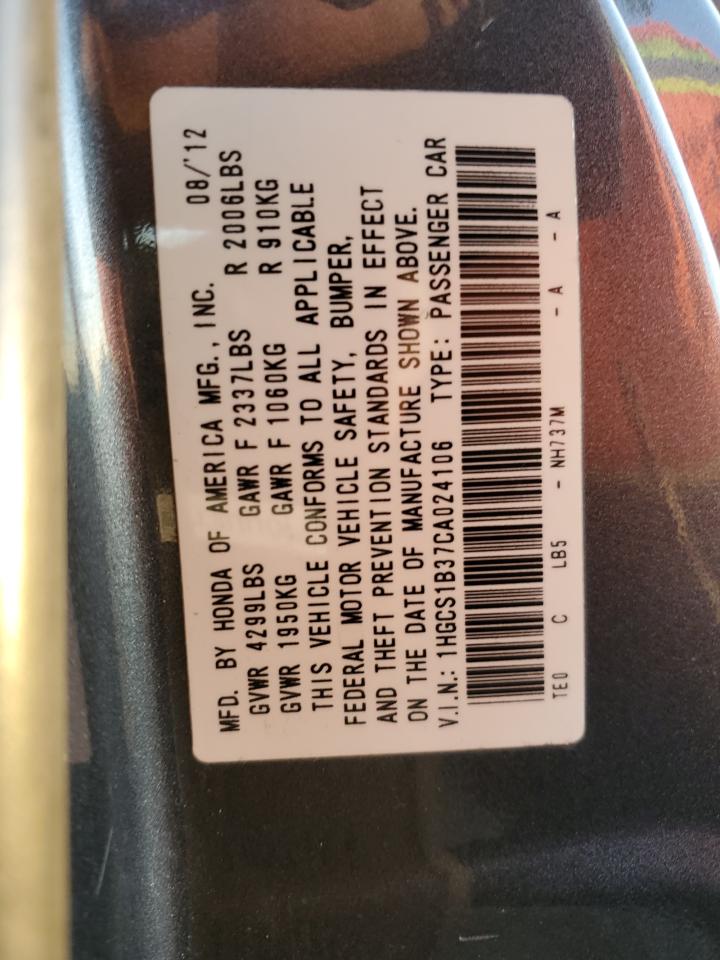 MFD. BY HONDA OF AMERICA MFG., INC. 08/'12
GVWR 4299LBS GAWR F 2337LBS R 2006LBS
GVWR 1950KG GAWR F 1060KG R 910KG
THIS VEHICLE CONFORMS TO ALL APPLICABLE
FEDERAL MOTOR VEHICLE SAFETY, BUMPER,
AND THEFT PREVENTION STANDARDS IN EFFECT
ON THE DATE OF MANUFACTURE SHOWN ABOVE.
V.I.N.: 1HGCS1B37CA024106 TYPE: PASSENGER CAR
TE0 C LB5 - NH737M - A - A